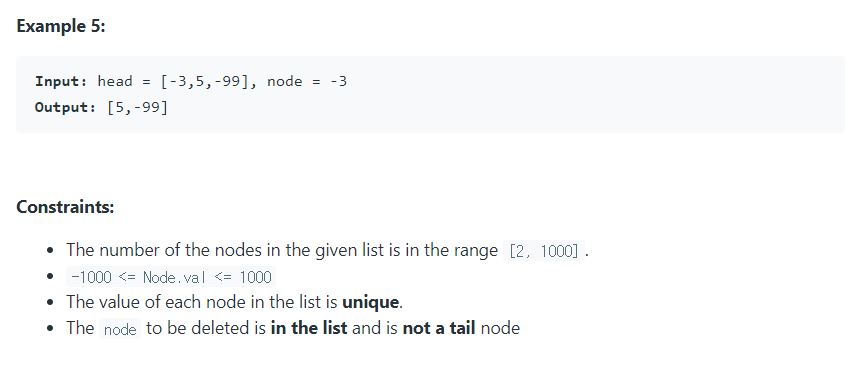 Example 5:
Input: head = [-3,5,-99], node = -3
Output: [5,-99]
Constraints:
The number of the nodes in the given list is in the range [2, 1000] .
-1000 <= Node.val <= 1000
The value of each node in the list is unique.
The node to be deleted is in the list and is not a tail node